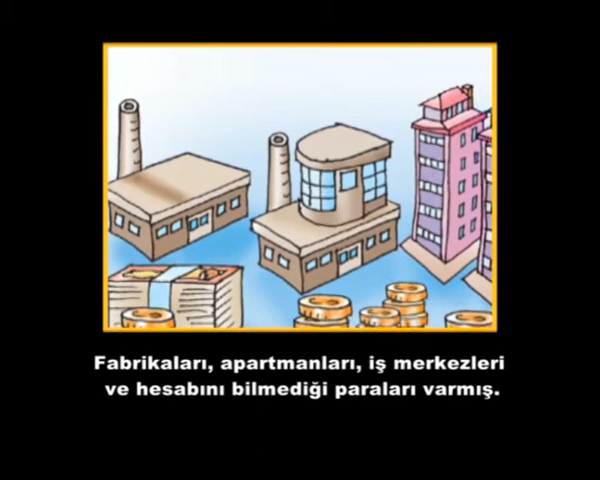 Fabrikaları, apartmanları, iş merkezleri
ve hesabını bilmediği paraları varmış.